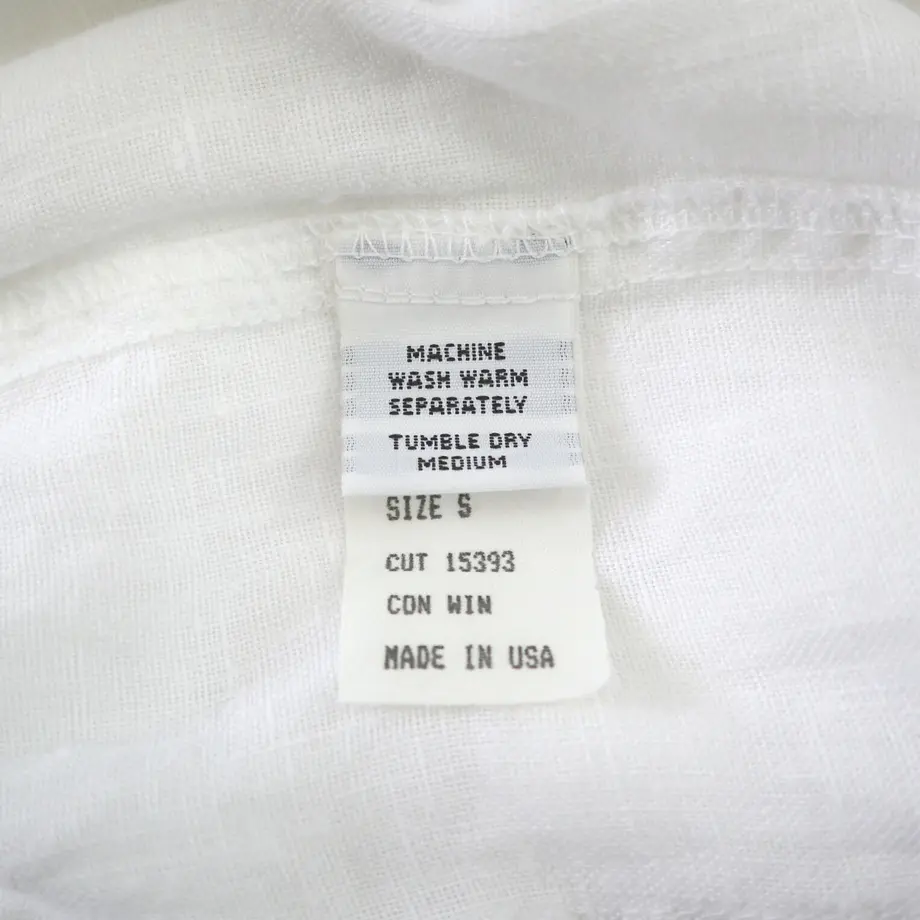 MACHINE
WASH WARM
SEPARATELY
TUMBLE DRY
MEDIUM
SIZE S
CUT 15393
CON WIN
MADE IN USA